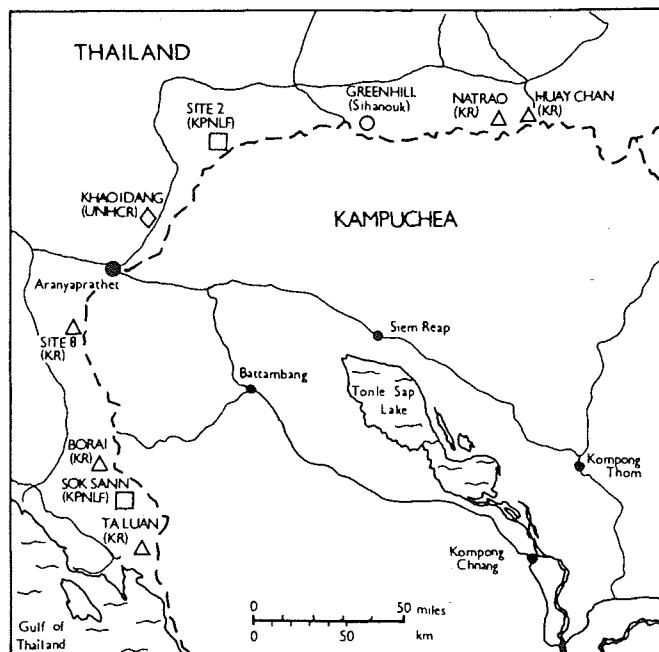 THAILAND
SITE 2
(KPNLF)
GREENHILL
(Sihanouk)
NATRAO
(KR)
HUAY CHAN
(KR)
KHAO IDANG
(UNHCR)
KAMPUCHEA
Aranyaprathet
SITE 8
(KR)
Siem Reap
Battambang
Tonle Sap
Lake
BORAI
(KR)
SOK SANN
(KPNLF)
TA LUAN
(KR)
Kompong
Thom
Kompong
Chnang
Gulf of
Thailand
0 50 miles
0 50
km